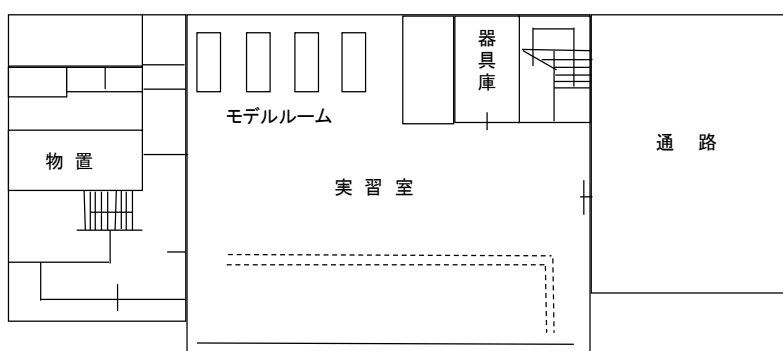 器具庫
モデルルーム
物置
通路
実習室